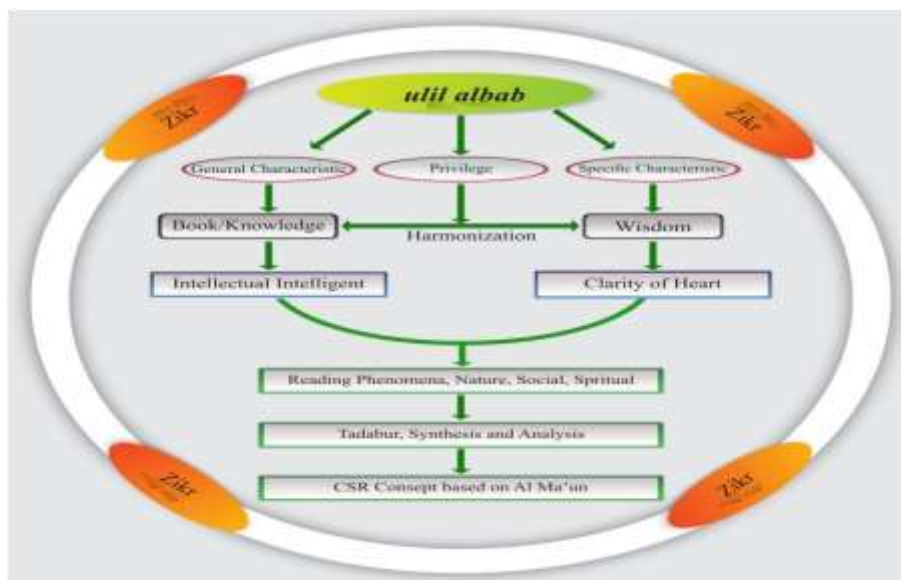 Zikr
Zikr
ulil albab
General Characteristic
Privilege
Specific Characteristic
Book/Knowledge
Harmonization
Wisdom
Intellectual Intelligent
Clarity of Heart
Reading Phenomena, Nature, Social, Spritual
Tadabur, Synthesis and Analysis
CSR Consept based on Al Ma'un
Zikr
Zikr